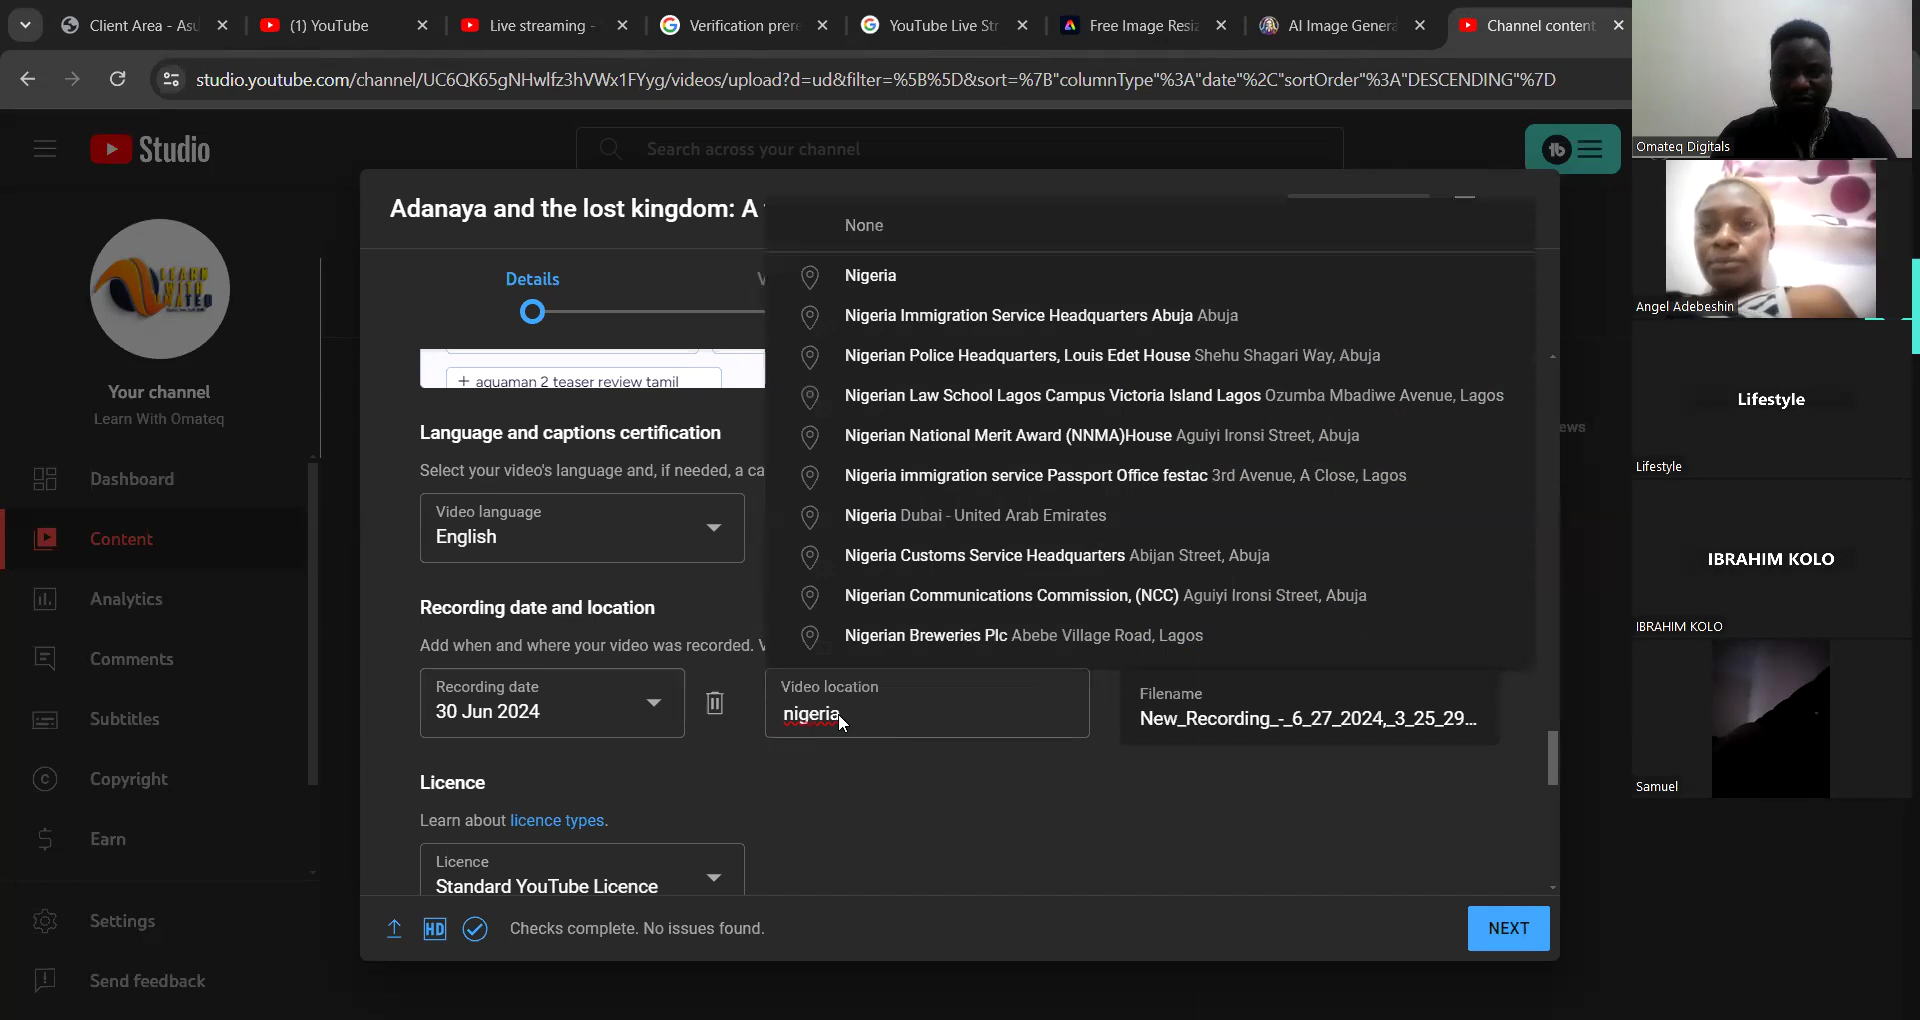 Client Area - Asu
(1) YouTube
Live streaming -
Verification prere
YouTube Live Str
Free Image Resiz
AI Image Genera
Channel content
studio.youtube.com/channel/UC6QK65gNHwlfz3hVWx1FYyg/videos/upload?d=ud&filter=%5B%5D&sort=%7B"columnType"%3A"date"%2C"sortOrder"%3A"DESCENDING"%7D
Studio
Search across your channel
Your channel
Learn With Omateq
Dashboard
Content
Analytics
Comments
Subtitles
Copyright
Earn
Settings
Send feedback
Adanaya and the lost kingdom: A
Details
+ aquaman 2 teaser review tamil
Language and captions certification
Select your video's language and, if needed, a ca
Video language
English
Recording date and location
Add when and where your video was recorded. V
Recording date
30 Jun 2024
Video location
nigeria
None
Nigeria
Nigeria Immigration Service Headquarters Abuja Abuja
Nigerian Police Headquarters, Louis Edet House Shehu Shagari Way, Abuja
Nigerian Law School Lagos Campus Victoria Island Lagos Ozumba Mbadiwe Avenue, Lagos
Nigerian National Merit Award (NNMA)House Aguiyi Ironsi Street, Abuja
Nigeria immigration service Passport Office festac 3rd Avenue, A Close, Lagos
Nigeria Dubai - United Arab Emirates
Nigeria Customs Service Headquarters Abijan Street, Abuja
Nigerian Communications Commission, (NCC) Aguiyi Ironsi Street, Abuja
Nigerian Breweries Plc Abebe Village Road, Lagos
Filename
New_Recording_-_6_27_2024,_3_25_29...
Licence
Learn about licence types.
Licence
Standard YouTube Licence
HD
Checks complete. No issues found.
NEXT
Omateq Digitals
Angel Adebeshin
Lifestyle
Lifestyle
IBRAHIM KOLO
IBRAHIM KOLO
Samuel